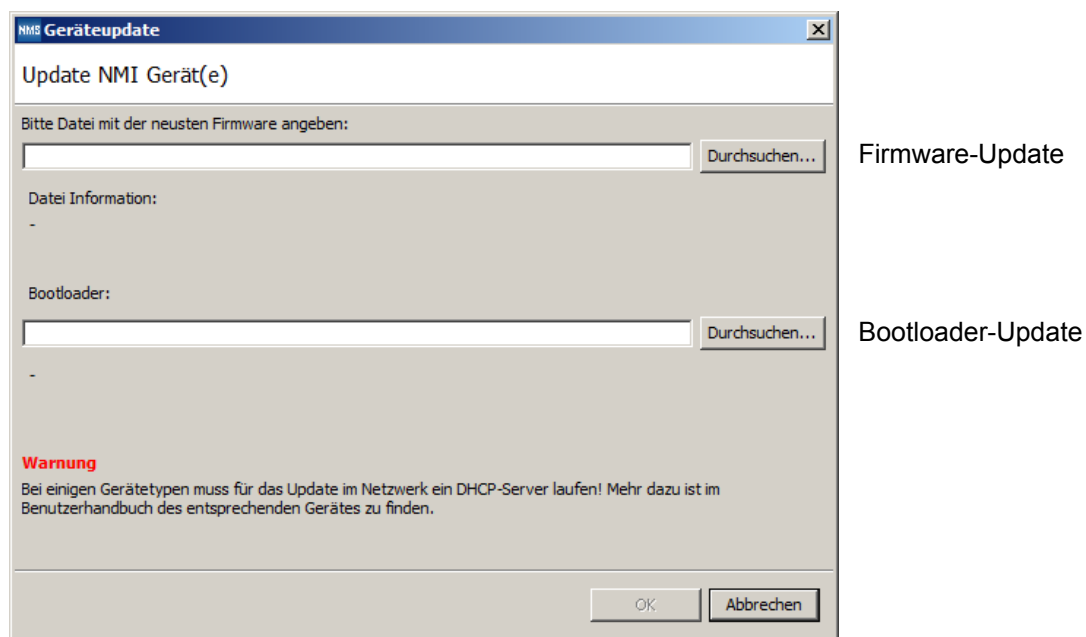 NMS Geräteupdate
Update NMI Gerät(e)
Bitte Datei mit der neusten Firmware angeben:
Durchsuchen...
Firmware-Update
Datei Information:
-
Bootloader:
Durchsuchen...
Bootloader-Update
-
Warnung
Bei einigen Gerätetypen muss für das Update im Netzwerk ein DHCP-Server laufen! Mehr dazu ist im
Benutzerhandbuch des entsprechenden Gerätes zu finden.
OK
Abbrechen